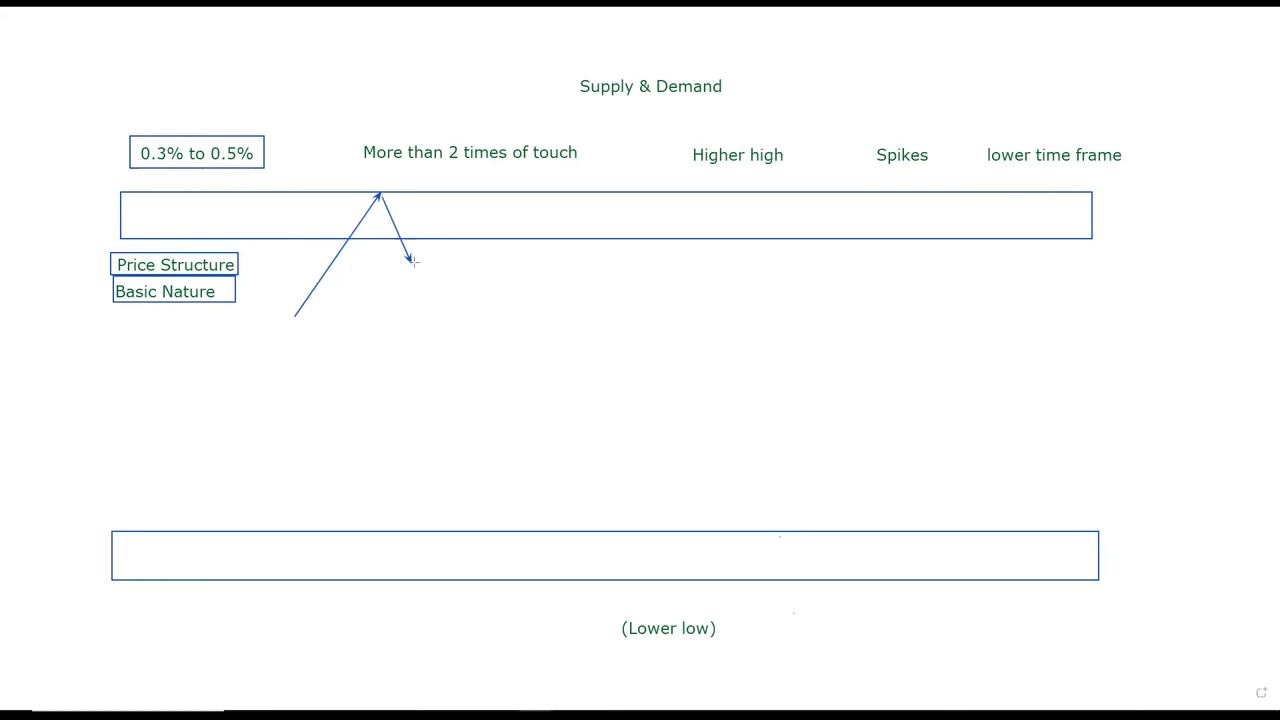 Supply & Demand
0.3% to 0.5%
More than 2 times of touch
Higher high
Spikes
lower time frame
Price Structure
Basic Nature
(Lower low)